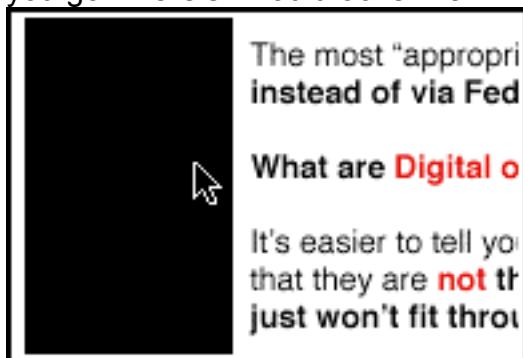 The most “appropri
instead of via Fed
What are Digital o
It's easier to tell yo
that they are not th
just won't fit throu